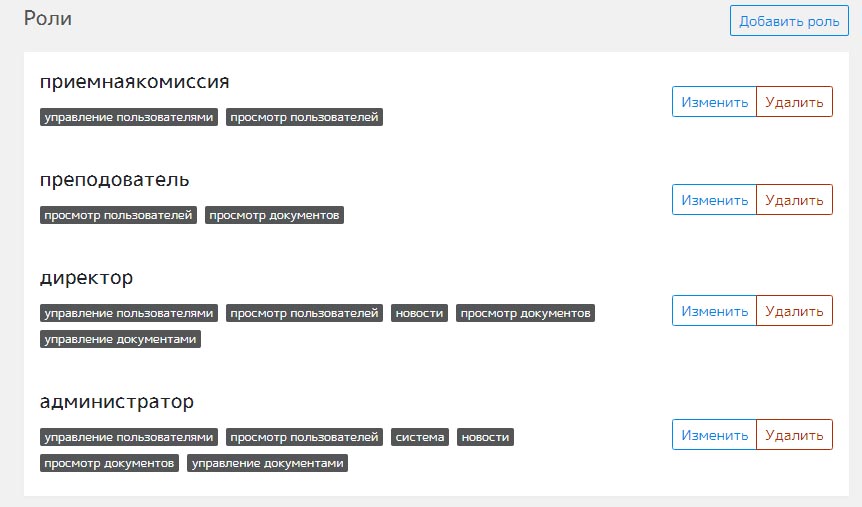 Роли
Добавить роль
приемнаякомиссия
управление пользователями просмотр пользователей
Изменить Удалить
преподователь
просмотр пользователей просмотр документов
Изменить Удалить
директор
управление пользователями просмотр пользователей новости просмотр документов
управление документами
Изменить Удалить
администратор
управление пользователями просмотр пользователей система новости
просмотр документов управление документами
Изменить Удалить